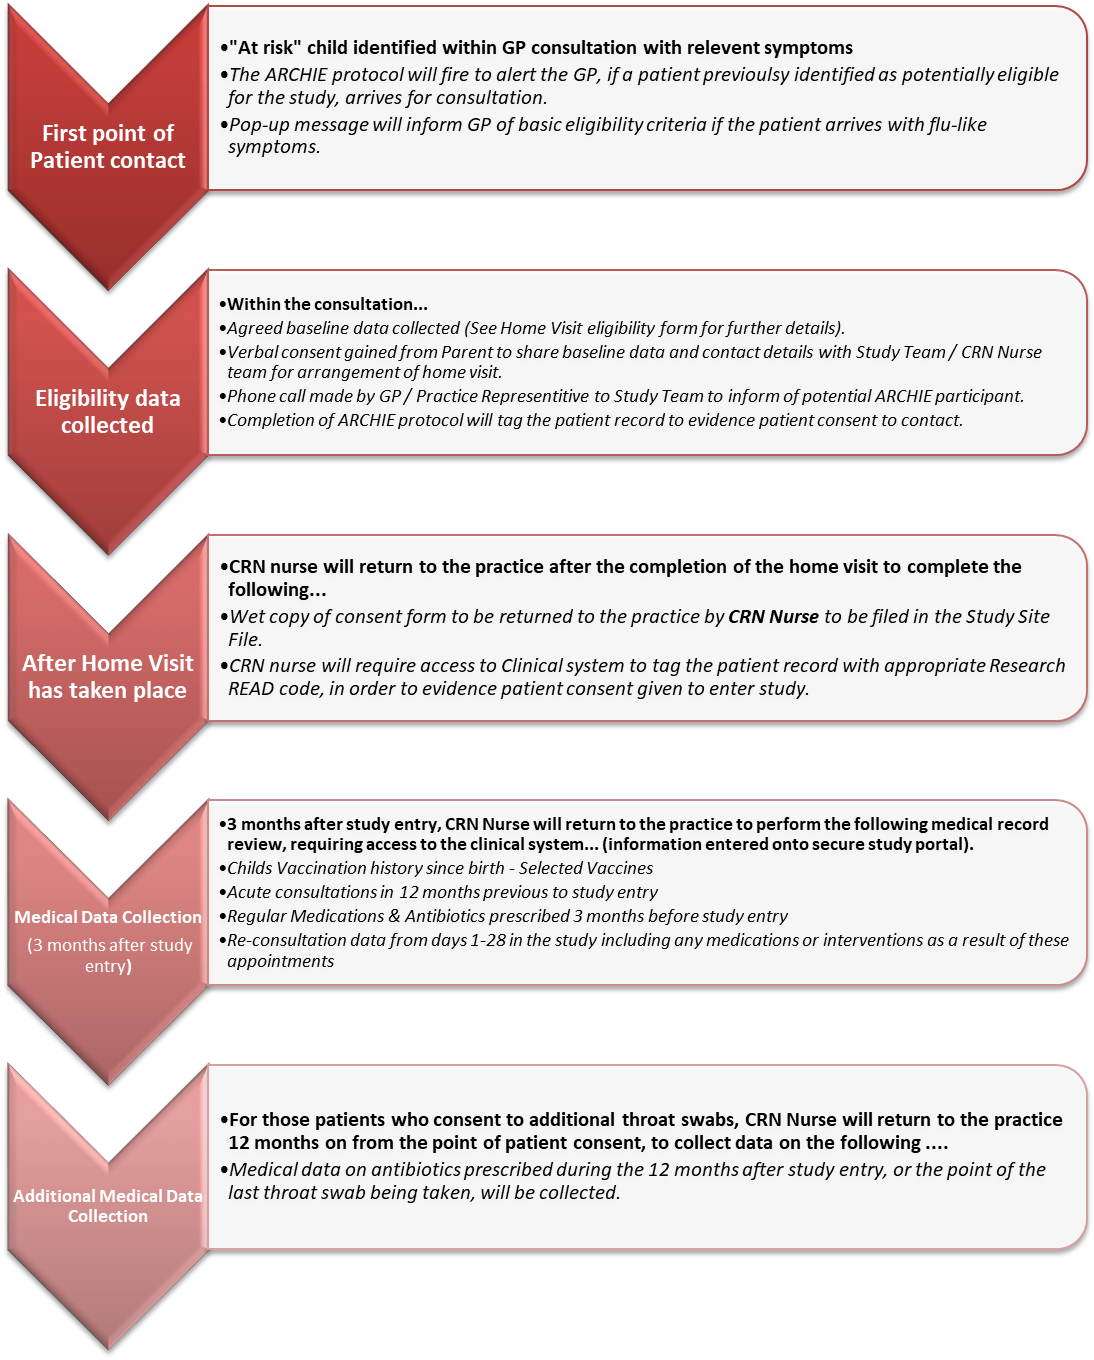 First point of
Patient contact
•"At risk" child identified within GP consultation with relevent symptoms
•The ARCHIE protocol will fire to alert the GP, if a patient previoulsy identified as potentially eligible
for the study, arrives for consultation.
•Pop-up message will inform GP of basic eligibility criteria if the patient arrives with flu-like
symptoms.
Eligibility data
collected
•Within the consultation...
•Agreed baseline data collected (See Home Visit eligibility form for further details).
•Verbal consent gained from Parent to share baseline data and contact details with Study Team / CRN Nurse
team for arrangement of home visit.
•Phone call made by GP / Practice Representitive to Study Team to inform of potential ARCHIE participant.
•Completion of ARCHIE protocol will tag the patient record to evidence patient consent to contact.
After Home Visit
has taken place
•CRN nurse will return to the practice after the completion of the home visit to complete the
following...
•Wet copy of consent form to be returned to the practice by CRN Nurse to be filed in the Study Site
File.
•CRN nurse will require access to Clinical system to tag the patient record with appropriate Research
READ code, in order to evidence patient consent given to enter study.
Medical Data Collection
(3 months after study
entry)
•3 months after study entry, CRN Nurse will return to the practice to perform the following medical record
review, requiring access to the clinical system... (information entered onto secure study portal).
•Childs Vaccination history since birth - Selected Vaccines
•Acute consultations in 12 months previous to study entry
•Regular Medications & Antibiotics prescribed 3 months before study entry
•Re-consultation data from days 1-28 in the study including any medications or interventions as a result of these
appointments
Additional Medical Data
Collection
•For those patients who consent to additional throat swabs, CRN Nurse will return to the practice
12 months on from the point of patient consent, to collect data on the following ....
•Medical data on antibiotics prescribed during the 12 months after study entry, or the point of the
last throat swab being taken, will be collected.